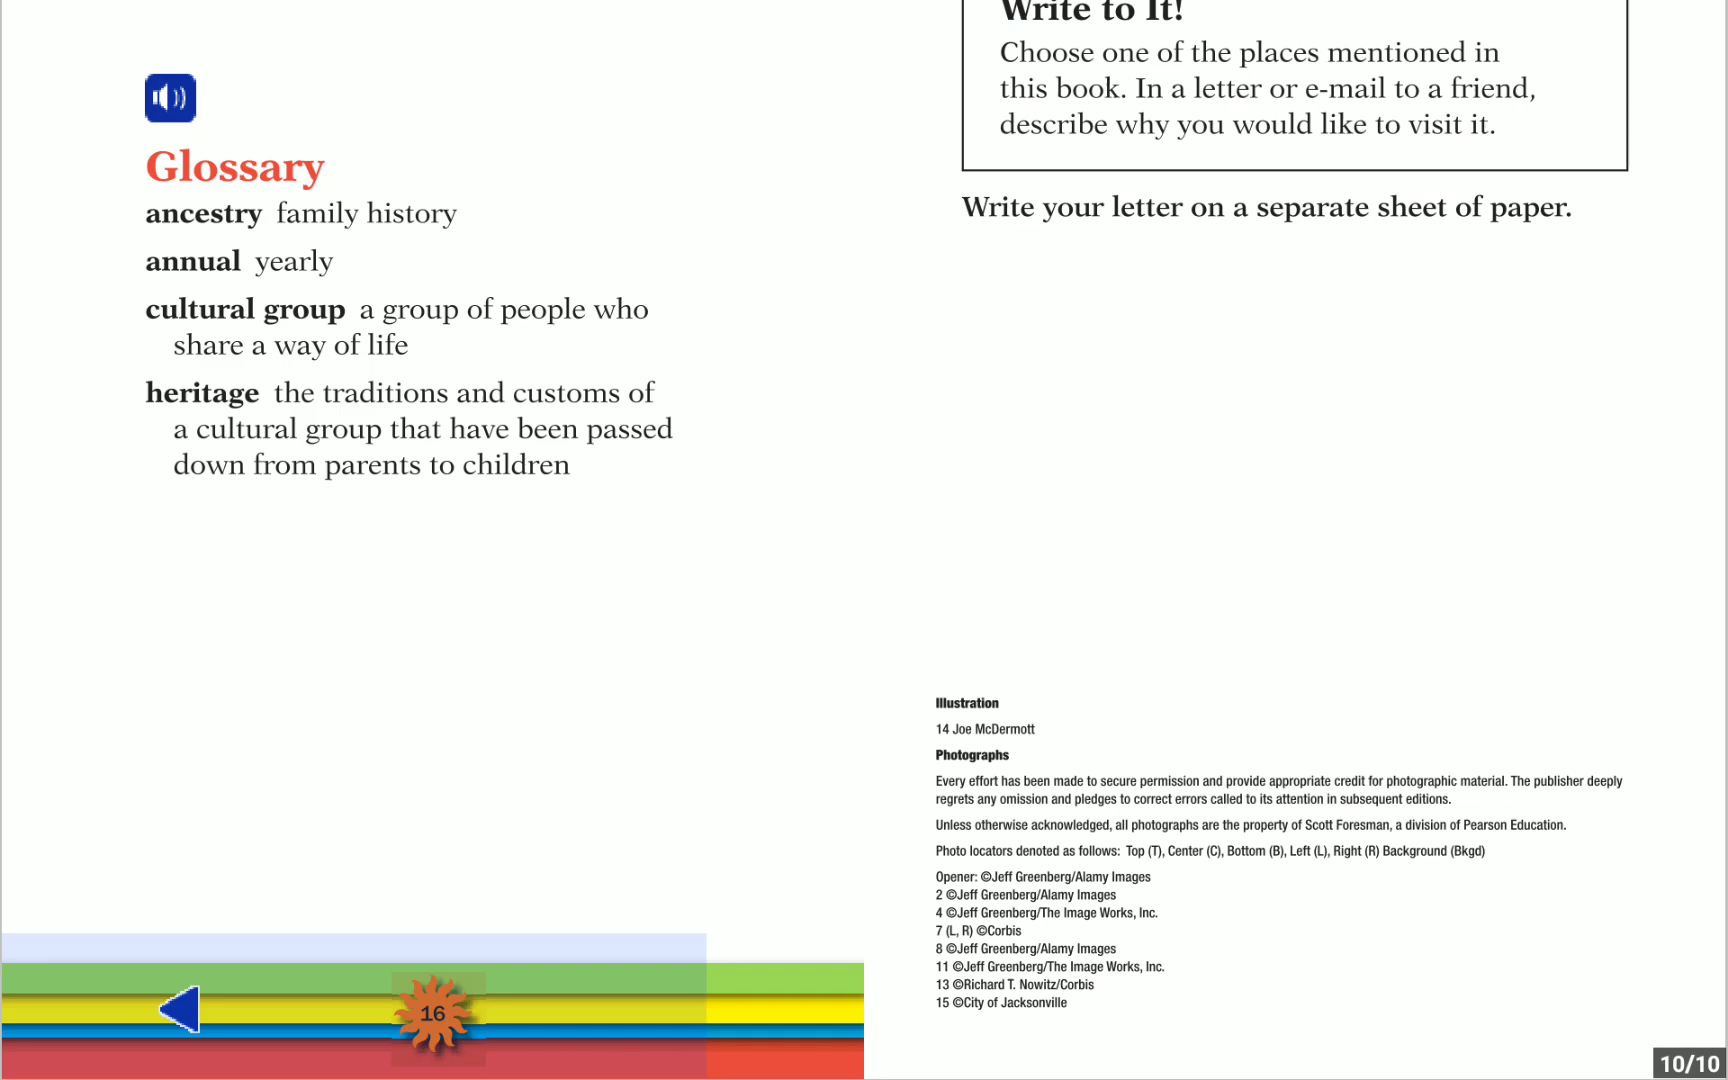 Glossary
ancestry family history
annual yearly
cultural group a group of people who
share a way of life
heritage the traditions and customs of
a cultural group that have been passed
down from parents to children
16
Write to It!
Choose one of the places mentioned in
this book. In a letter or e-mail to a friend,
describe why you would like to visit it.
Write your letter on a separate sheet of paper.
Illustration
14 Joe McDermott
Photographs
Every effort has been made to secure permission and provide appropriate credit for photographic material. The publisher deeply
regrets any omission and pledges to correct errors called to its attention in subsequent editions.
Unless otherwise acknowledged, all photographs are the property of Scott Foresman, a division of Pearson Education.
Photo locators denoted as follows: Top (T), Center (C), Bottom (B), Left (L), Right (R) Background (Bkgd)
Opener: ©Jeff Greenberg/Alamy Images
2 ©Jeff Greenberg/Alamy Images
4 ©Jeff Greenberg/The Image Works, Inc.
7 (L, R) ©Corbis
8 ©Jeff Greenberg/Alamy Images
11 ©Jeff Greenberg/The Image Works, Inc.
13 ©Richard T. Nowitz/Corbis
15 ©City of Jacksonville
10/10